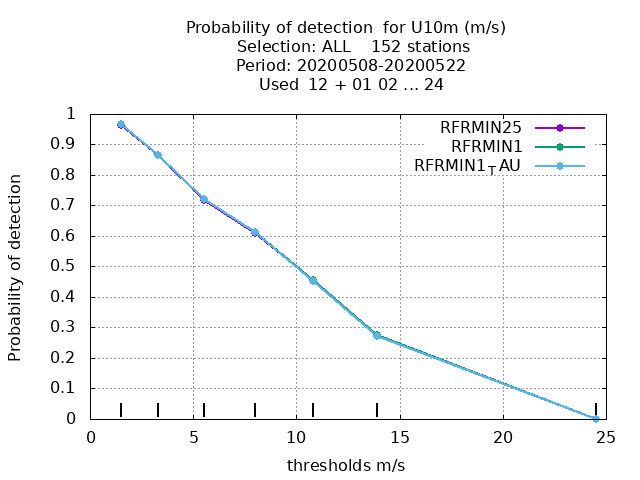 Probability of detection  for U10m (m/s)
Selection: ALL    152 stations
Period: 20200508-20200522
Used  12 + 01 02 ... 24
RFRMIN25
RFRMIN1
RFRMIN1TAU
Probability of detection
1
0.9
0.8
0.7
0.6
0.5
0.4
0.3
0.2
0.1
0
0 5 10 15 20 25
thresholds m/s